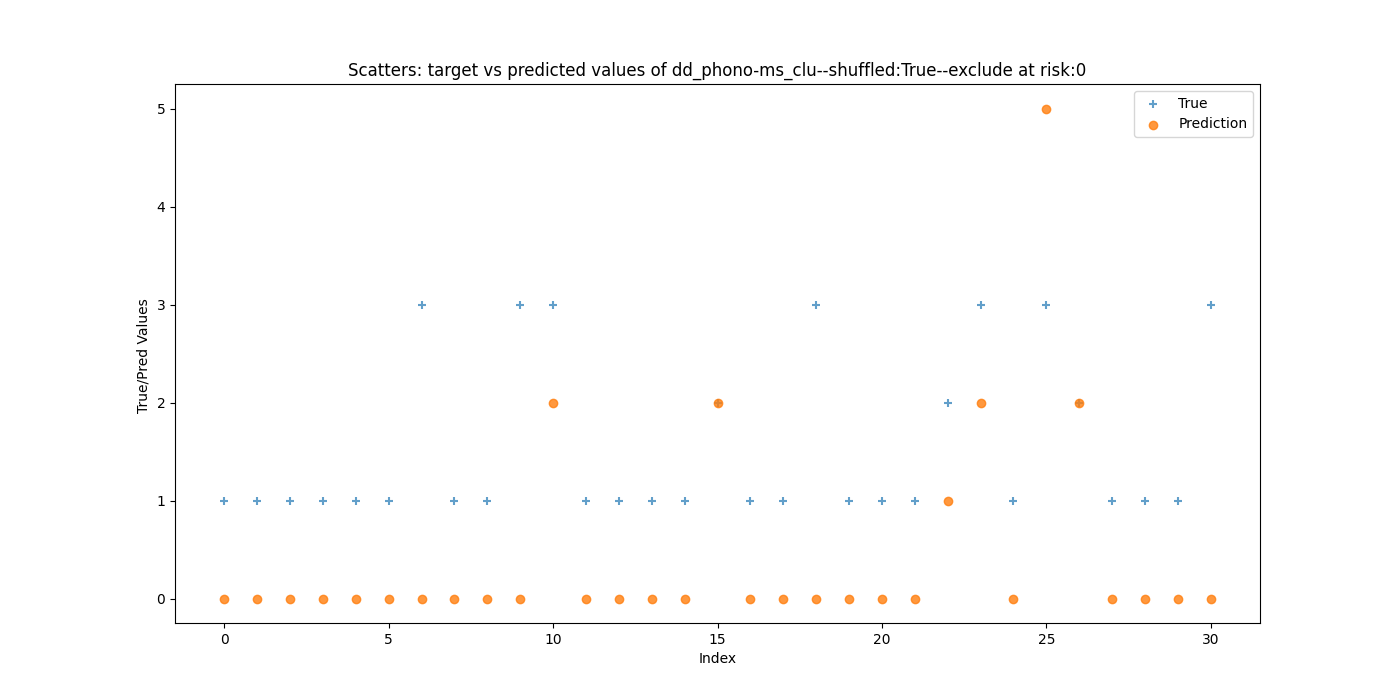 Scatters: target vs predicted values of dd_phono-ms_clu--shuffled:True--exclude at risk:0
True
Prediction
5
4
3
2
1
0
True/Pred Values
0 5 10 15 20 25 30
Index